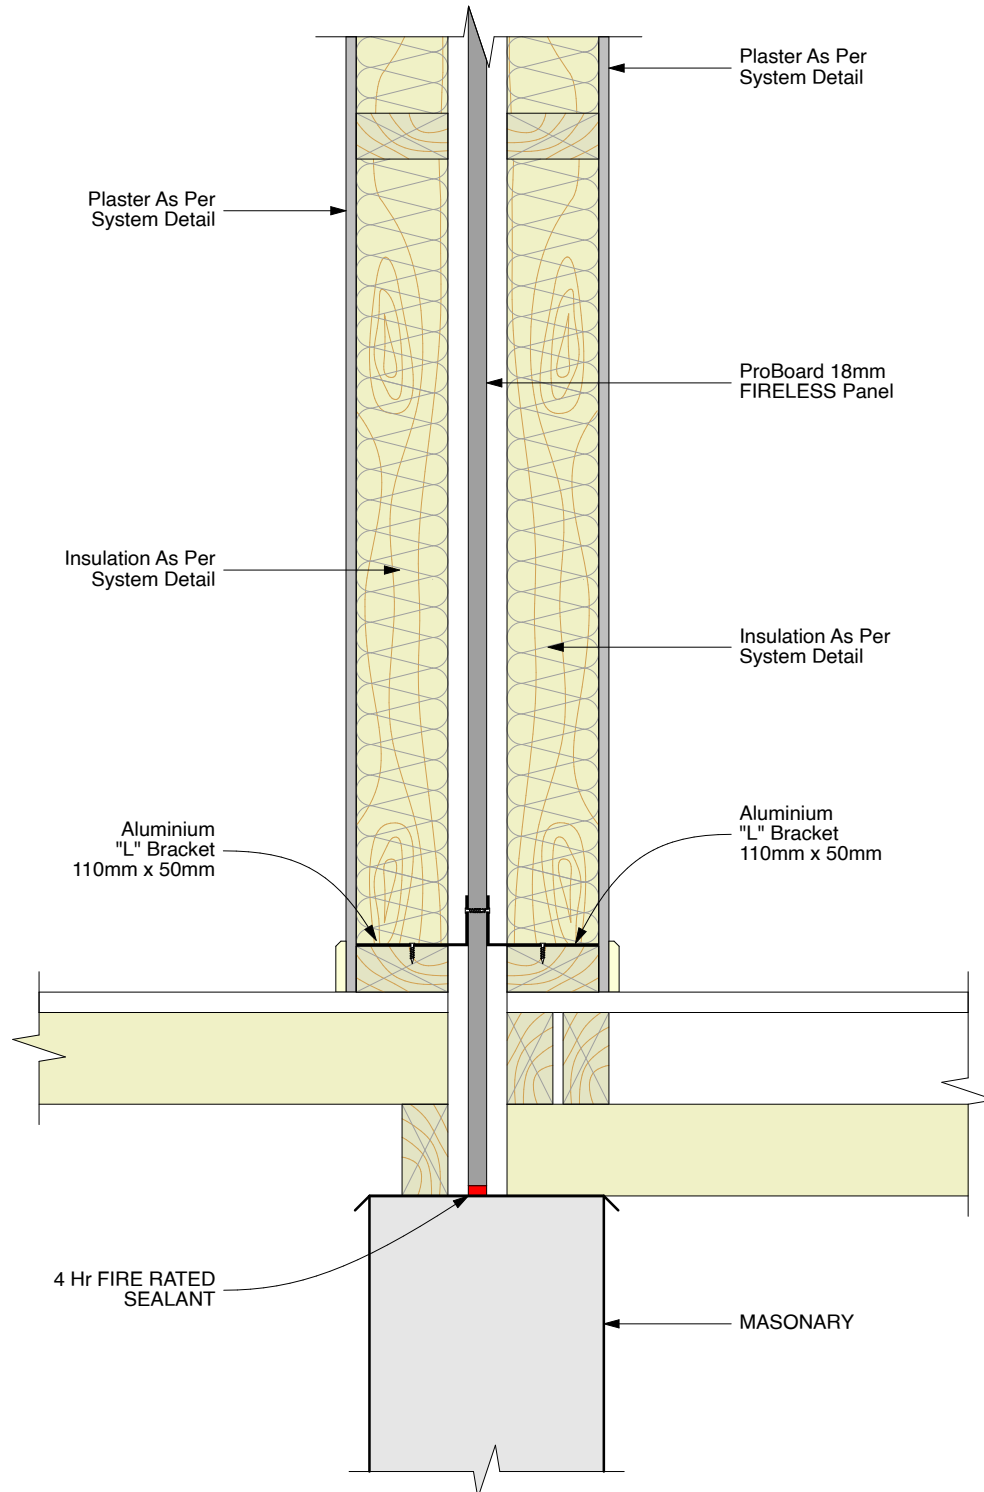 Plaster As Per
System Detail
Plaster As Per
System Detail
ProBoard 18mm
FIRELESS Panel
Insulation As Per
System Detail
Insulation As Per
System Detail
Aluminium
"L" Bracket
110mm x 50mm
Aluminium
"L" Bracket
110mm x 50mm
4 Hr FIRE RATED
SEALANT
MASONARY